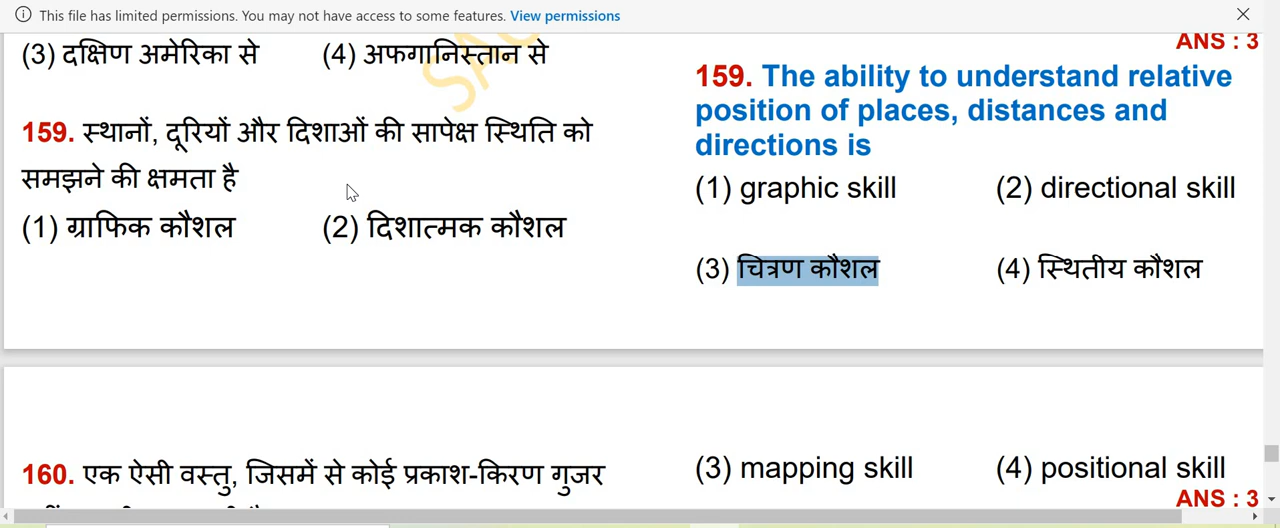 This file has limited permissions. You may not have access to some features. View permissions
(3) दक्षिण अमेरिका से (4) अफगानिस्तान से
159. स्थानों, दूरियों और दिशाओं की सापेक्ष स्थिति को
समझने की क्षमता है
(1) ग्राफिक कौशल (2) दिशात्मक कौशल
160. एक ऐसी वस्तु, जिसमें से कोई प्रकाश-किरण गुजर
ANS : 3
159. The ability to understand relative
position of places, distances and
directions is
(1) graphic skill (2) directional skill
(3) चित्रण कौशल (4) स्थितीय कौशल
(3) mapping skill (4) positional skill
ANS : 3